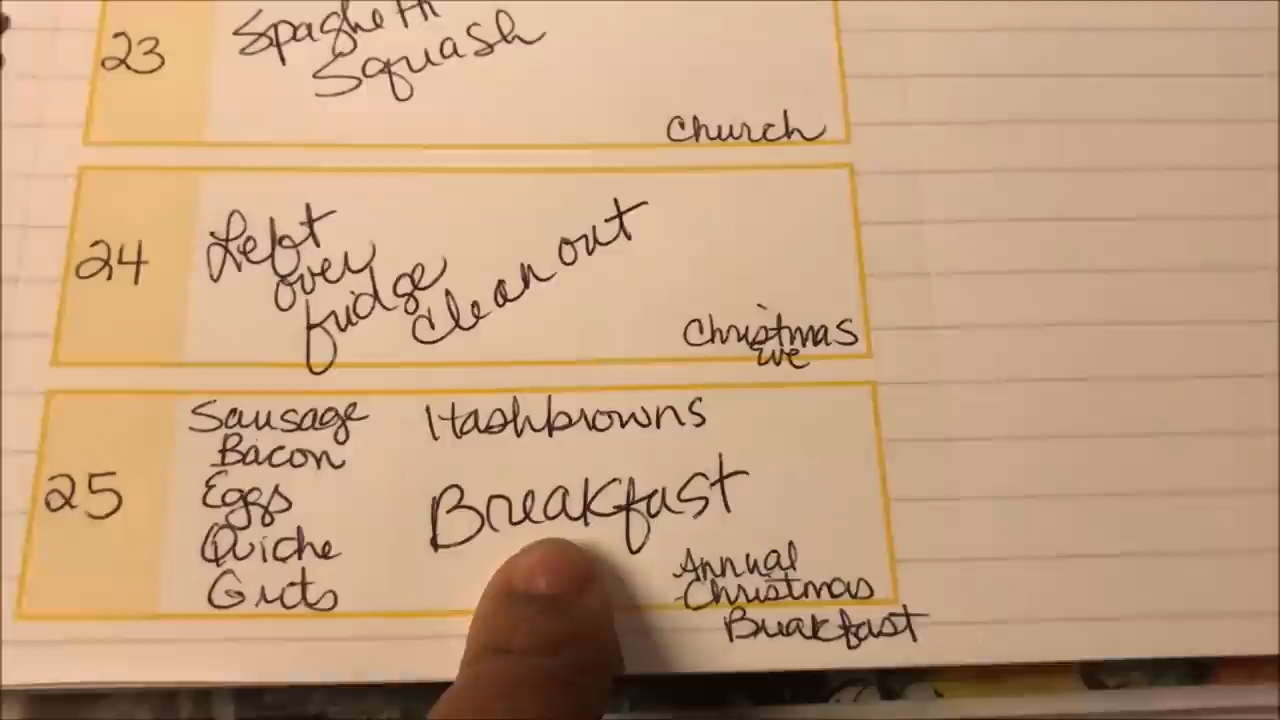 23
Spaghetti
Squash
Church
24
Left
over
fridge
Clean out
Christmas
Eve
25
Sausage
Bacon
Eggs
Quiche
Grits
Hashbrowns
Breakfast
Annual
Christmas
Breakfast